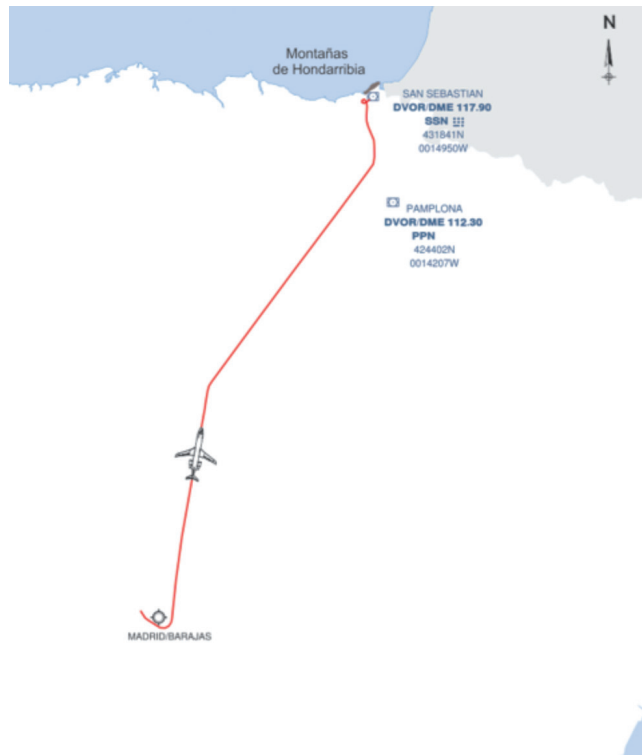 N
Montañas
de Hondarribia
SAN SEBASTIAN
DVOR/DME 117.90
SSN
431841N
0014950W
PAMPLONA
DVOR/DME 112.30
PPN
424402N
0014207W
MADRID/BARAJAS